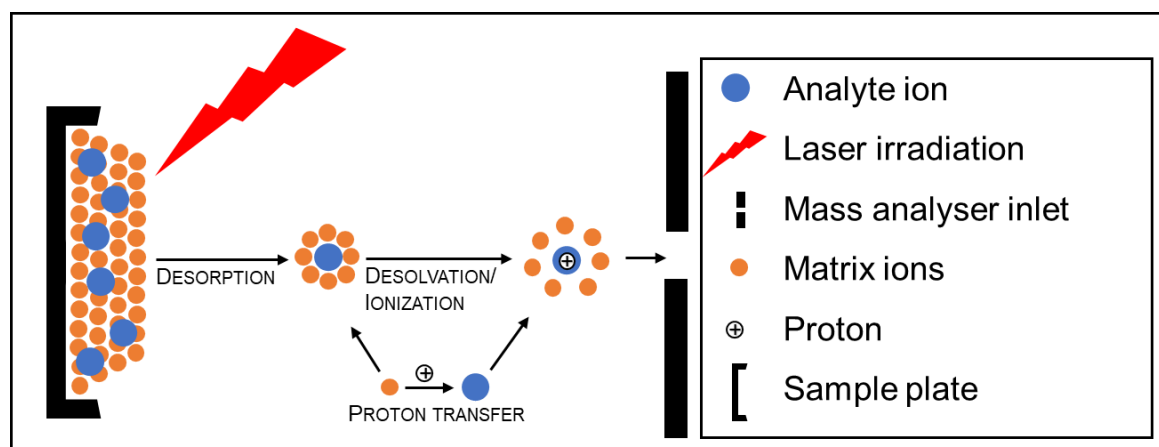 DESORPTION
DESOLVATION/
IONIZATION
PROTON TRANSFER
Analyte ion
Laser irradiation
Mass analyser inlet
Matrix ions
Proton
Sample plate